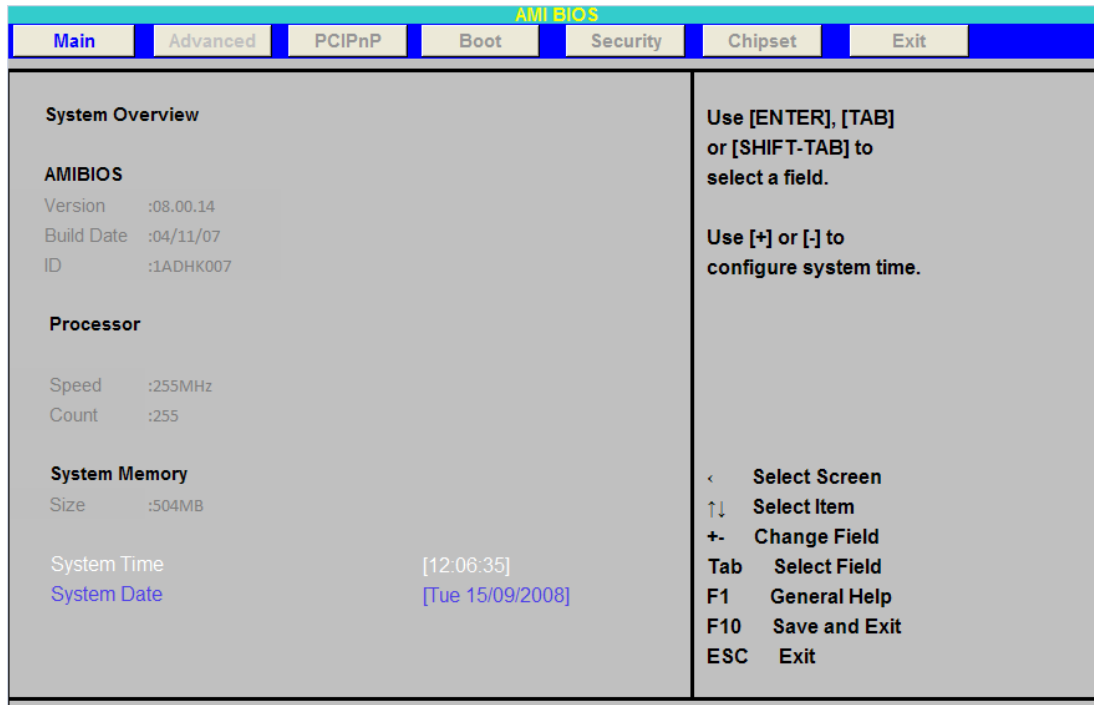 AMI BIOS
Main Advanced PCIPnP Boot Security Chipset Exit
System Overview
AMIBIOS
Version :08.00.14
Build Date :04/11/07
ID :1ADHK007
Processor
Speed :255MHz
Count :255
System Memory
Size :504MB
System Time [12:06:35]
System Date [Tue 15/09/2008]
Use [ENTER], [TAB]
or [SHIFT-TAB] to
select a field.
Use [+] or [-] to
configure system time.
‹ Select Screen
↑↓ Select Item
+- Change Field
Tab Select Field
F1 General Help
F10 Save and Exit
ESC Exit